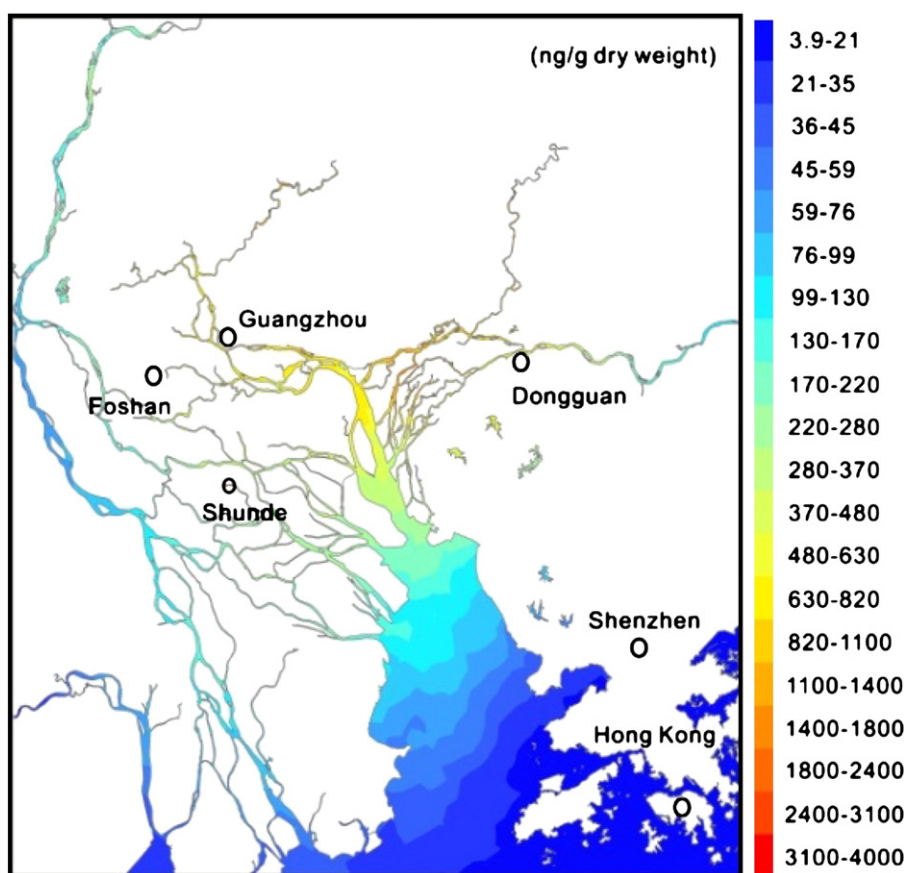 (ng/g dry weight)
Guangzhou
Foshan
Dongguan
Shunde
Shenzhen
Hong Kong
3.9-21
21-35
36-45
45-59
59-76
76-99
99-130
130-170
170-220
220-280
280-370
370-480
480-630
630-820
820-1100
1100-1400
1400-1800
1800-2400
2400-3100
3100-4000